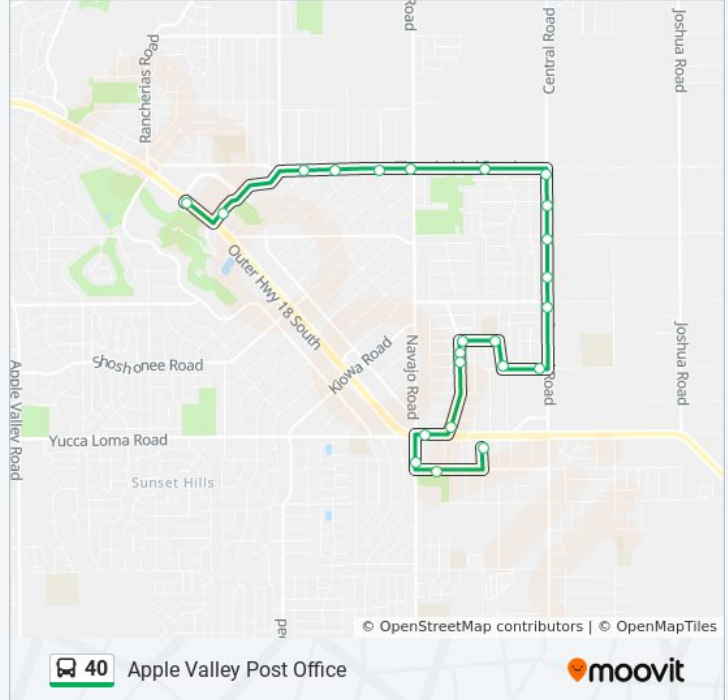 Road
Central Road
Joshua Road
Rancherias Road
Outer Hwy 18 South
Kiowa Road
Navajo Road
Joshua Road
Road
Shoshonee Road
Apple Valley Road
Yucca Loma Road
Sunset Hills
© OpenStreetMap contributors | © OpenMapTiles
40 Apple Valley Post Office
moovit